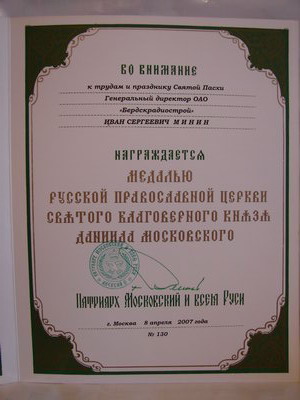 ВО ВНИМАНИЕ
к трудам и празднику Святой Пасхи
Генеральный директор ОАО
«Бердскрадиострой»
ИВАН СЕРГЕЕВИЧ МИНИН
НАГРАЖДАЕТСЯ
МЕДАЛЬЮ
РУССКОЙ ПРАВОСЛАВНОЙ ЦЕРКВИ
СВЯТОГО БЛАГОВЕРНОГО КНЯЗЯ
ДАНИИЛА МОСКОВСКОГО
Патриарх Московский и всея Руси
г. Москва 8 апреля 2007 года
№ 130